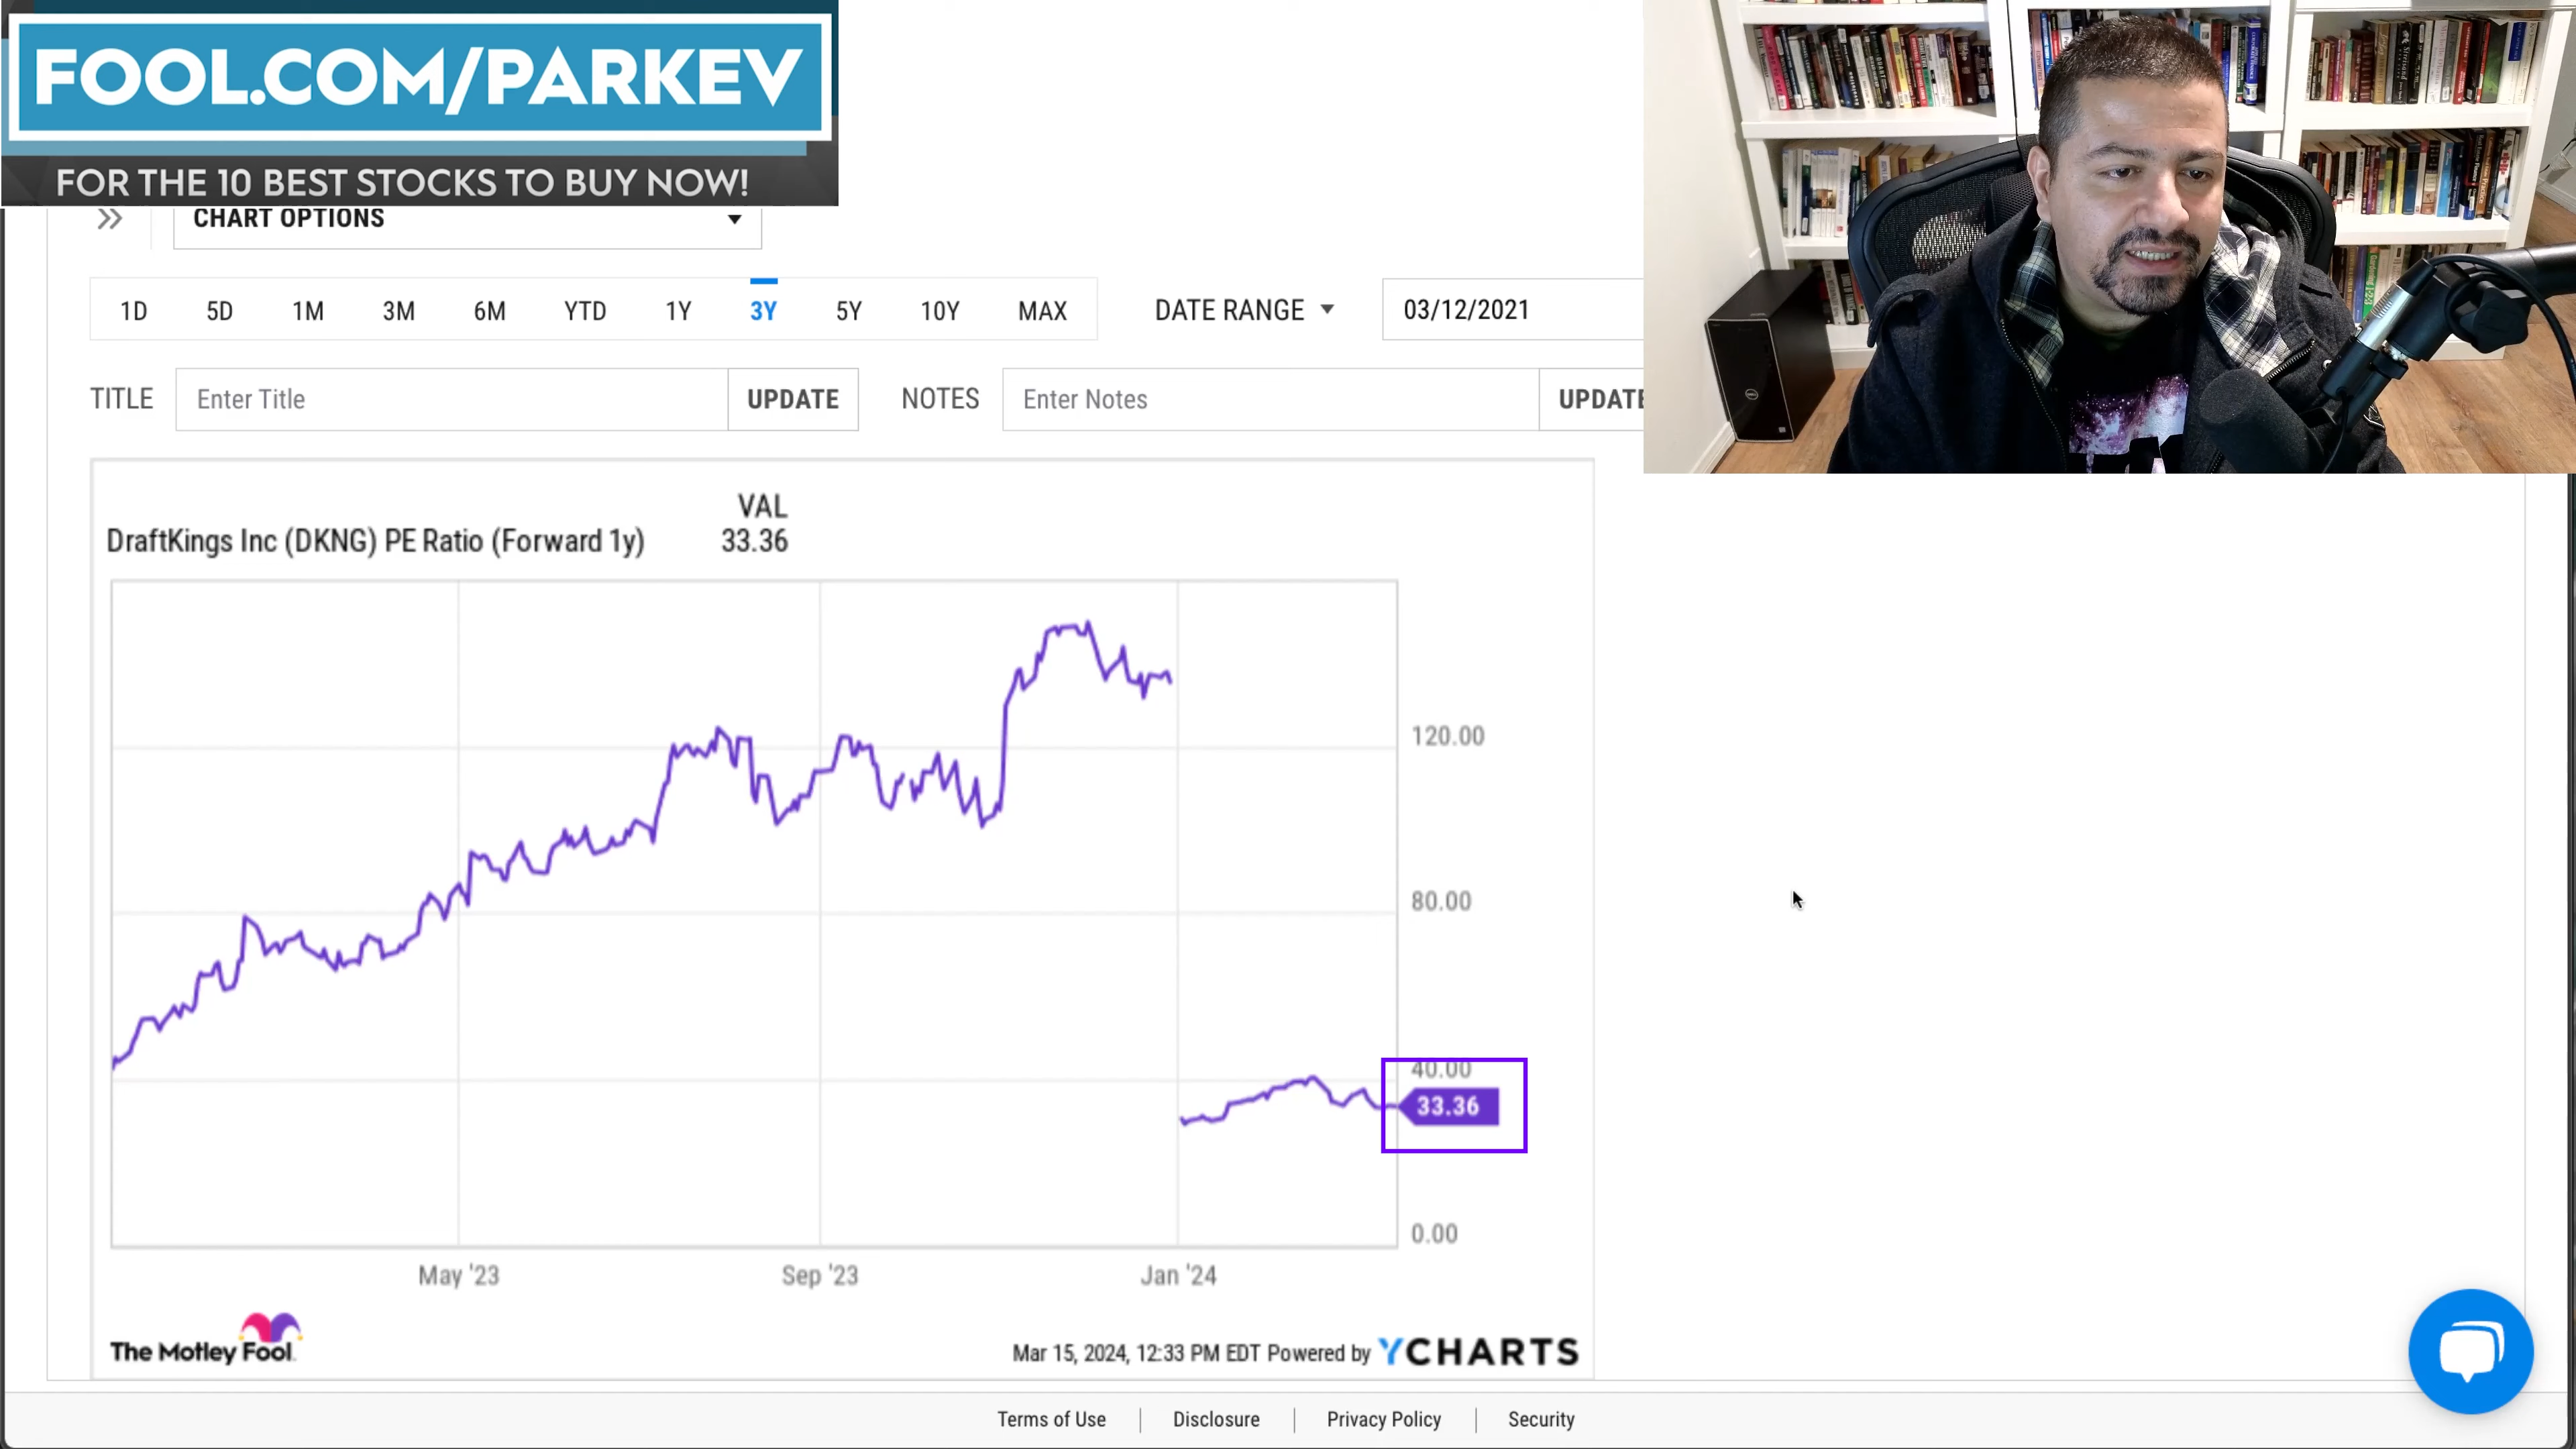 FOOL.COM/PARKEV
FOR THE 10 BEST STOCKS TO BUY NOW!
CHART OPTIONS
1D 5D 1M 3M 6M YTD 1Y 3Y 5Y 10Y MAX DATE RANGE 03/12/2021
TITLE Enter Title UPDATE NOTES Enter Notes UPDATE
VAL
DraftKings Inc (DKNG) PE Ratio (Forward 1y) 33.36
120.00
80.00
40.00
33.36
0.00
May '23 Sep '23 Jan '24
The Motley Fool.
Mar 15, 2024, 12:33 PM EDT Powered by YCHARTS
Terms of Use | Disclosure | Privacy Policy | Security